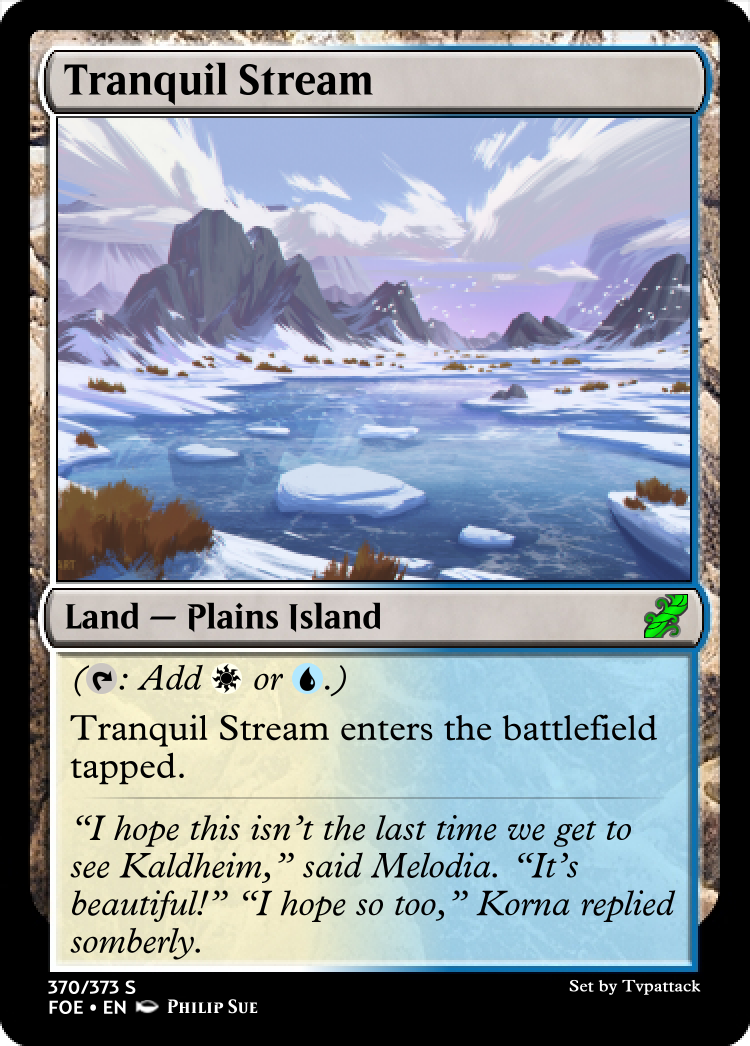 Tranquil Stream
ART
Land — Plains Island
(: Add or .)
Tranquil Stream enters the battlefield
tapped.
“I hope this isn’t the last time we get to
see Kaldheim,” said Melodia. “It’s
beautiful!” “I hope so too,” Korna replied
somberly.
370/373 S
Set by Tvpattack
FOE • EN PHILIP SUE